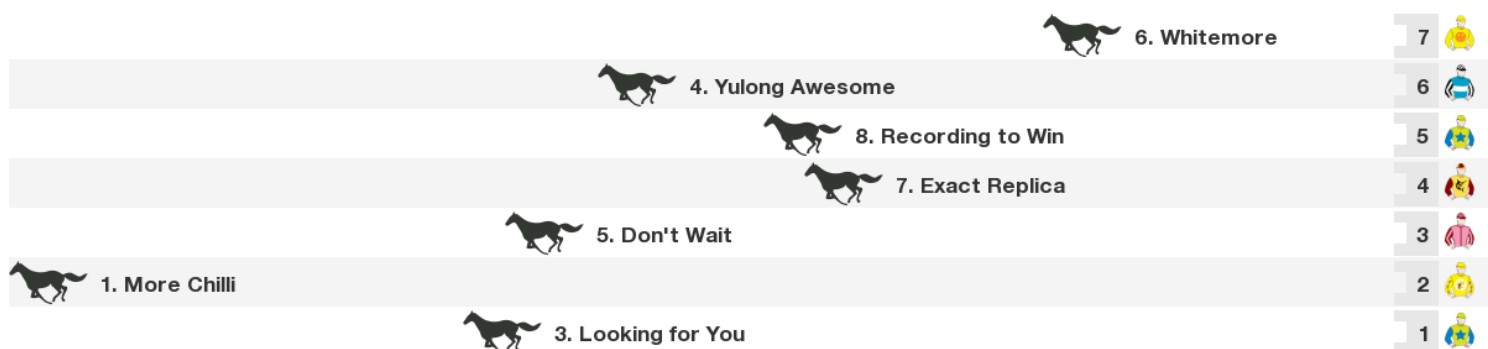 6. Whitemore 7
4. Yulong Awesome 6
8. Recording to Win 5
7. Exact Replica 4
5. Don't Wait 3
1. More Chilli 2
3. Looking for You 1